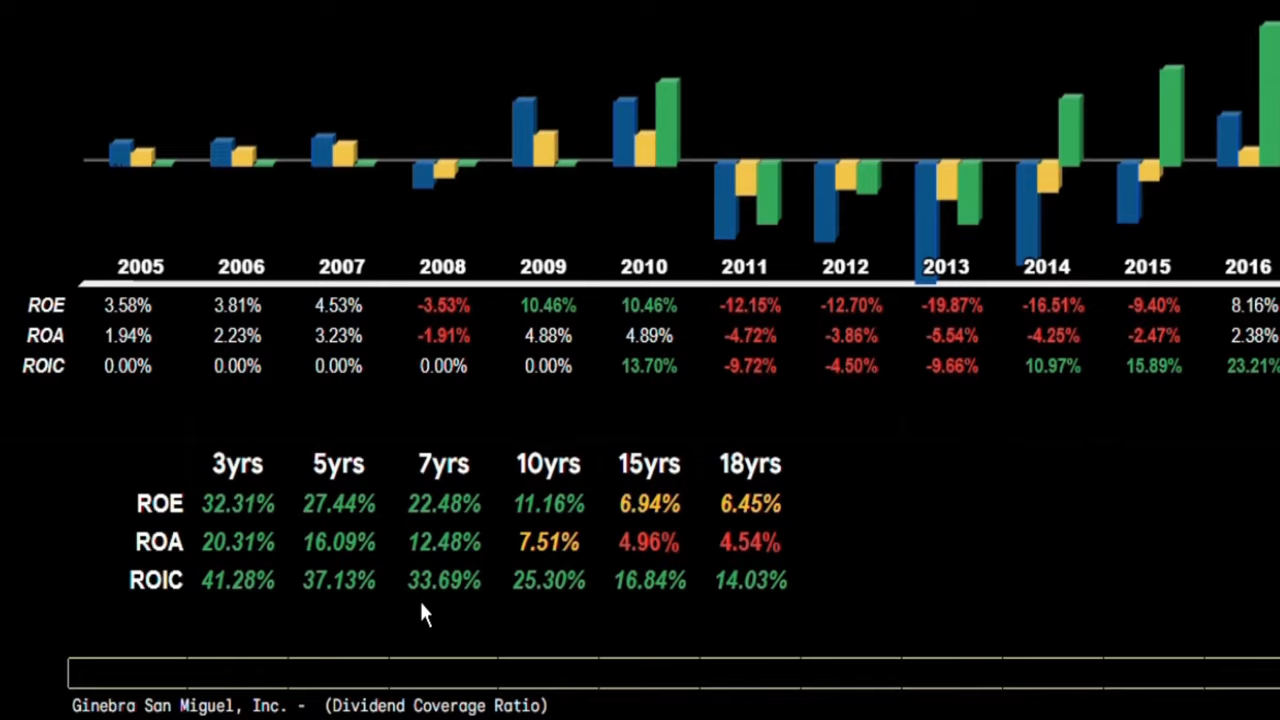 2005 2006 2007 2008 2009 2010 2011 2012 2013 2014 2015 2016
ROE 3.58% 3.81% 4.53% -3.53% 10.46% 10.46% -12.15% -12.70% -19.87% -16.51% -9.40% 8.16%
ROA 1.94% 2.23% 3.23% -1.91% 4.88% 4.89% -4.72% -3.86% -5.54% -4.25% -2.47% 2.38%
ROIC 0.00% 0.00% 0.00% 0.00% 0.00% 13.70% -9.72% -4.50% -9.66% 10.97% 15.89% 23.21%
3yrs 5yrs 7yrs 10yrs 15yrs 18yrs
ROE 32.31% 27.44% 22.48% 11.16% 6.94% 6.45%
ROA 20.31% 16.09% 12.48% 7.51% 4.96% 4.54%
ROIC 41.28% 37.13% 33.69% 25.30% 16.84% 14.03%
Ginebra San Miguel, Inc. - (Dividend Coverage Ratio)